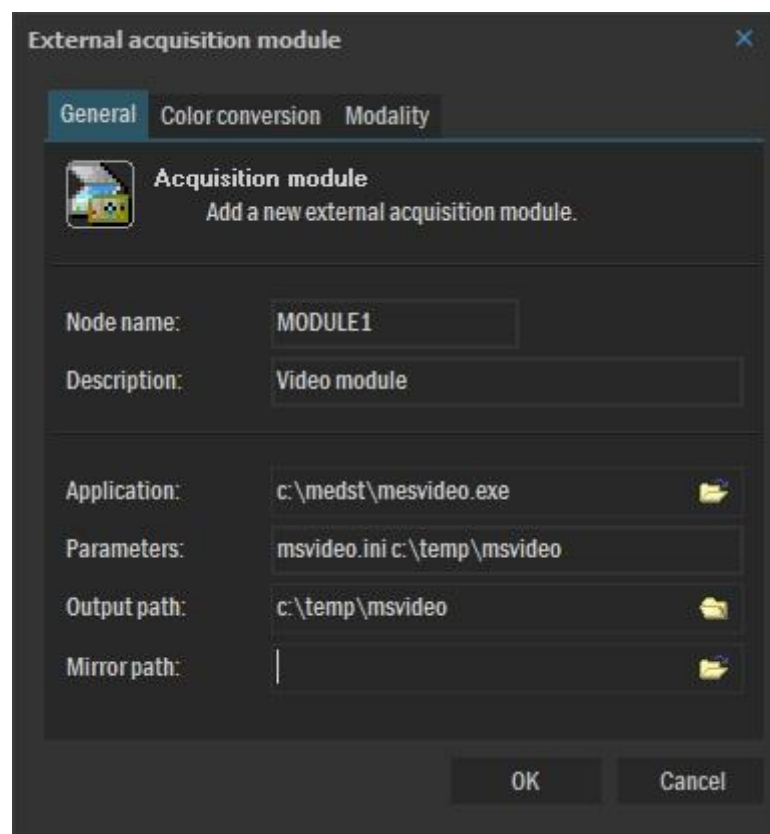 External acquisition module
General Color conversion Modality
Acquisition module
Add a new external acquisition module.
Node name: MODULE1
Description: Video module
Application: c:\medst\mesvideo.exe
Parameters: msvideo.ini c:\temp\msvideo
Output path: c:\temp\msvideo
Mirror path:
OK Cancel